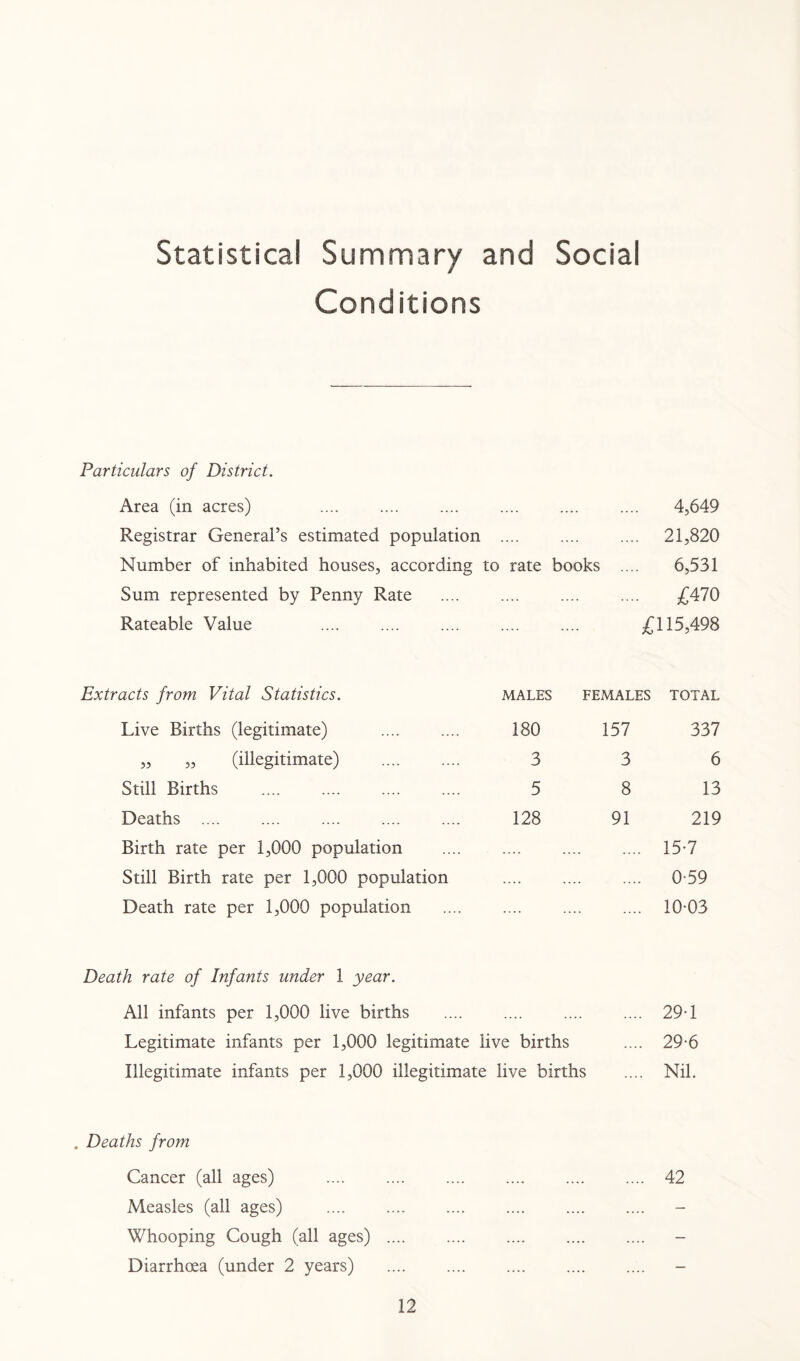 Statistical Summary and Social
Conditions
Particulars of District.
Area (in acres) .... .... .... .... .... .... 4,649
Registrar General's estimated population .... .... .... 21,820
Number of inhabited houses, according to rate books .... 6,531
Sum represented by Penny Rate .... .... .... .... £470
Rateable Value .... .... .... .... .... £115,498
Extracts from Vital Statistics. MALES FEMALES TOTAL
Live Births (legitimate) .... .... 180 157 337
„ „ (illegitimate) .... .... 3 3 6
Still Births .... .... .... .... 5 8 13
Deaths .... .... .... .... .... 128 91 219
Birth rate per 1,000 population .... .... .... .... 15·7
Still Birth rate per 1,000 population .... .... .... 0·59
Death rate per 1,000 population .... .... .... .... 10·03
Death rate of Infants under 1 year.
All infants per 1,000 live births .... .... .... .... 29·1
Legitimate infants per 1,000 legitimate live births .... 29·6
Illegitimate infants per 1,000 illegitimate live births .... Nil.
. Deaths from
Cancer (all ages) .... .... .... .... .... .... 42
Measles (all ages) .... .... .... .... .... .... –
Whooping Cough (all ages) .... .... .... .... .... –
Diarrhœa (under 2 years) .... .... .... .... .... –
12